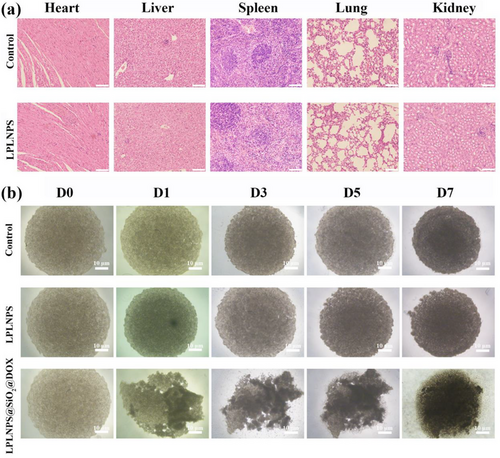 (a)
Heart Liver Spleen Lung Kidney
Control
LPLNPS
(b)
D0 D1 D3 D5 D7
Control
10 μm 10 μm 10 μm 10 μm 10 μm
LPLNPS
10 μm 10 μm 10 μm 10 μm 10 μm
LPLNPS@SiO₂@DOX
10 μm 10 μm 10 μm 10 μm 10 μm